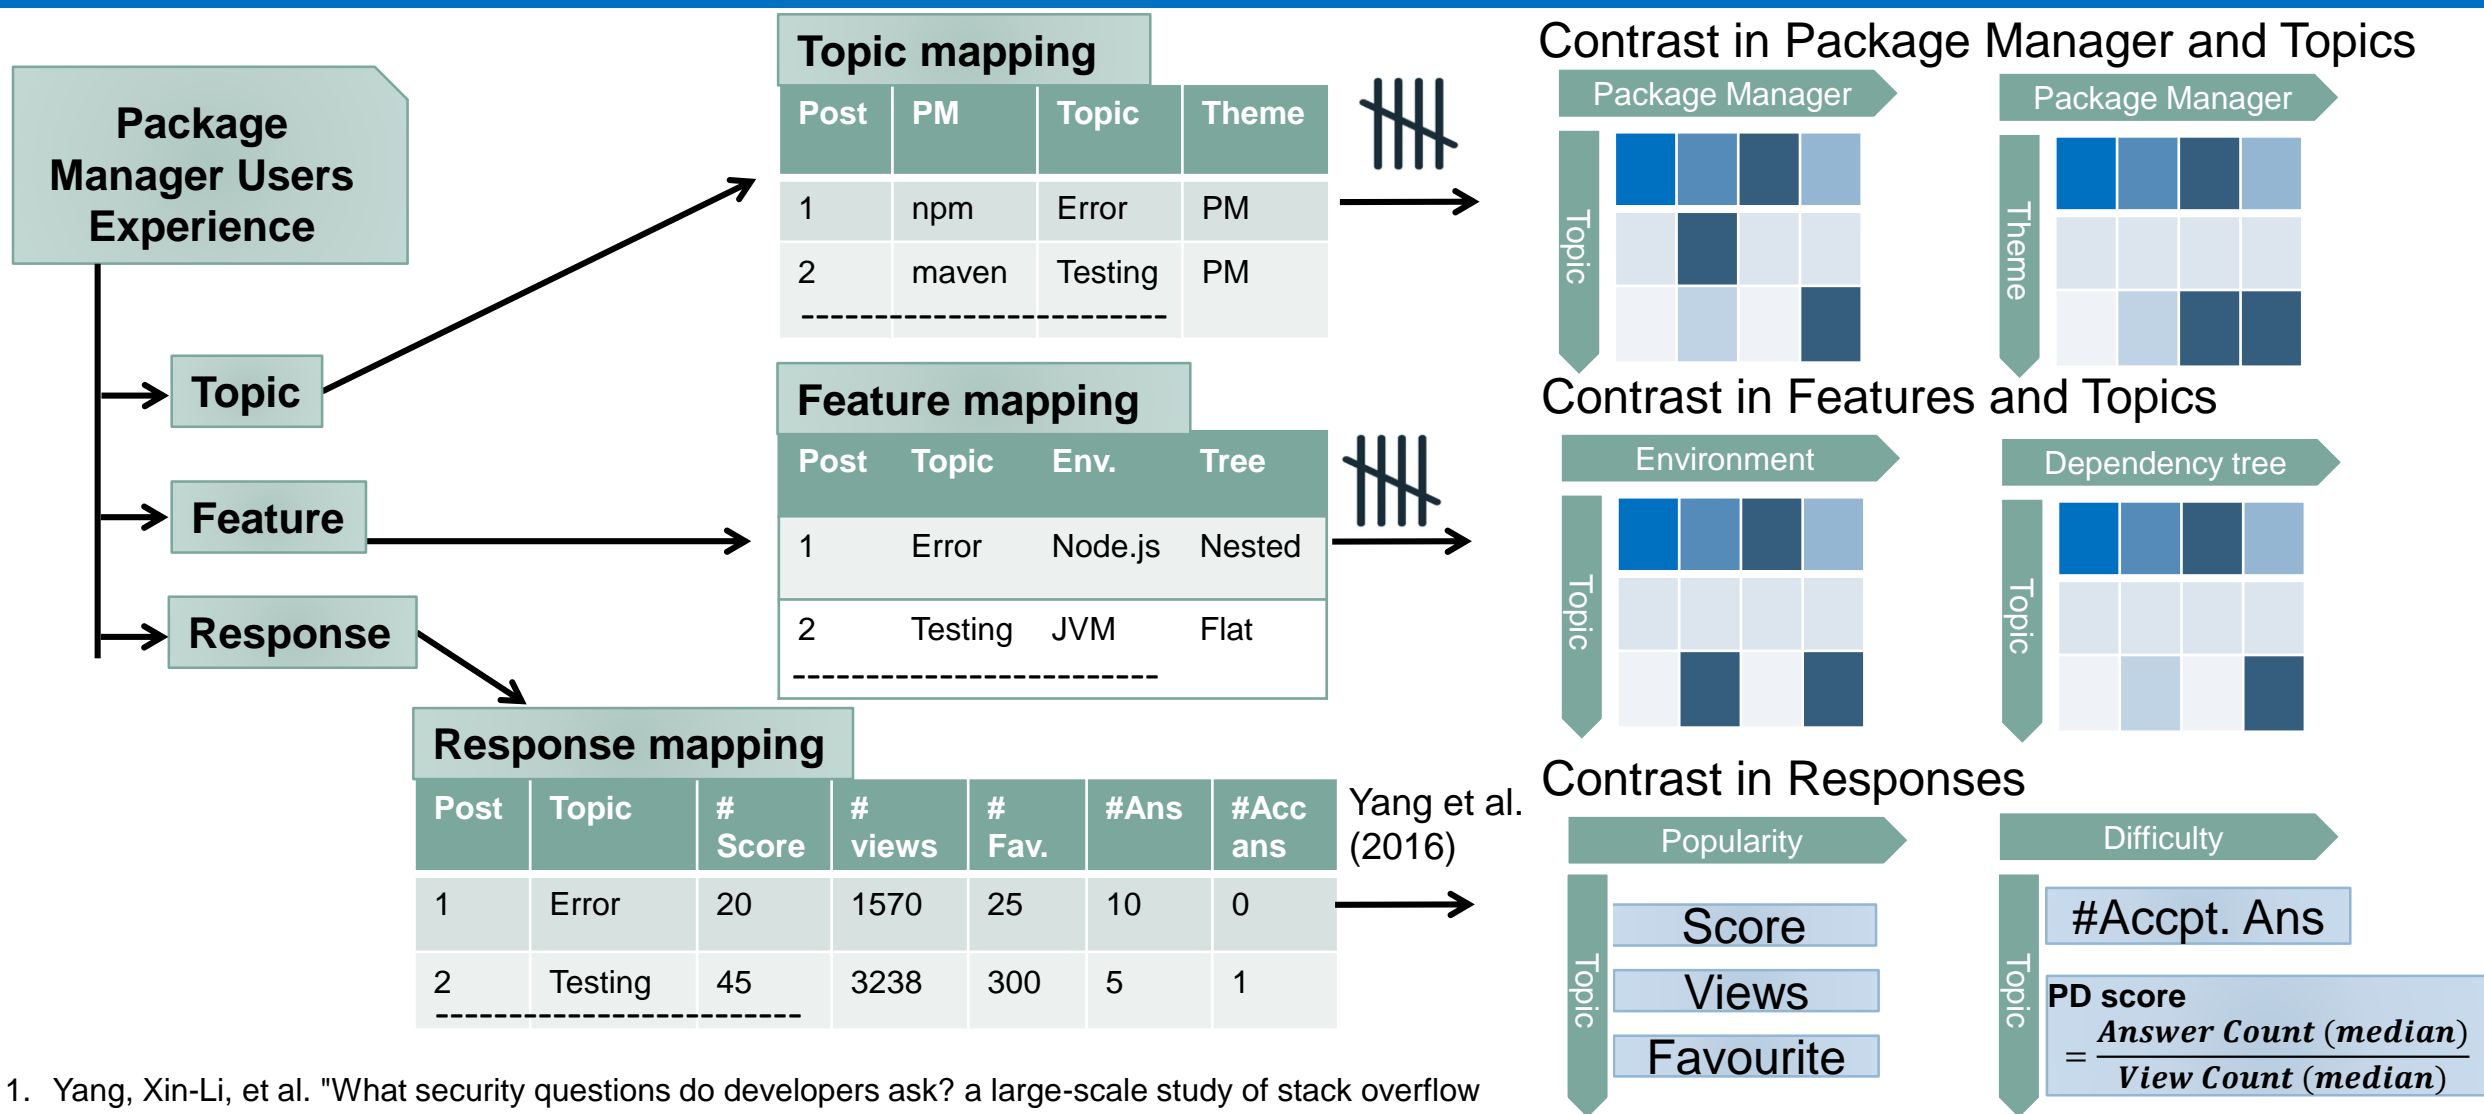 Package
Manager Users
Experience
Topic
Feature
Response
Topic mapping
Post PM Topic Theme
1 npm Error PM
2 maven Testing PM
-------------------------
Feature mapping
Post Topic Env. Tree
1 Error Node.js Nested
2 Testing JVM Flat
-------------------------
Response mapping
Post Topic # Score # views # Fav. #Ans #Acc ans
1 Error 20 1570 25 10 0
2 Testing 45 3238 300 5 1
-------------------------
Yang et al.
(2016)
Contrast in Package Manager and Topics
Package Manager
Topic
Package Manager
Theme
Contrast in Features and Topics
Environment
Topic
Dependency tree
Topic
Contrast in Responses
Popularity
Topic
Score
Views
Favourite
Difficulty
Topic
#Accpt. Ans
PD score
= Answer Count (median)
View Count (median)
1. Yang, Xin-Li, et al. "What security questions do developers ask? a large-scale study of stack overflow